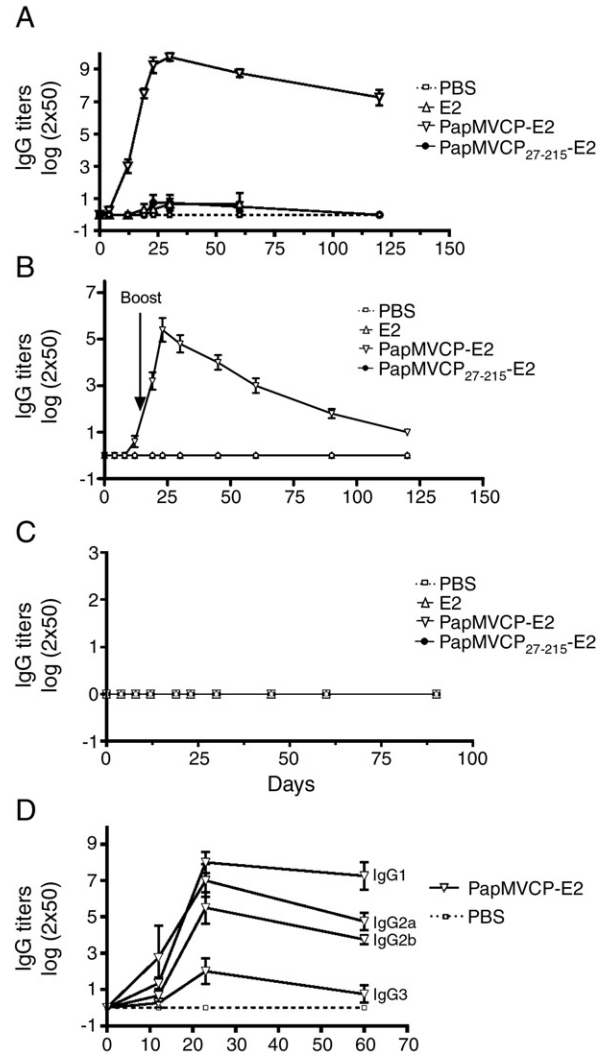 A
IgG titers
log (2x50)
9
7
5
3
1
-1
0 25 50 75 100 125 150
PBS
E2
PapMVCP-E2
PapMVCP27-215-E2
B
IgG titers
log (2x50)
7
5
3
1
-1
Boost
0 25 50 75 100 125 150
PBS
E2
PapMVCP-E2
PapMVCP27-215-E2
C
IgG titers
log (2x50)
3
2
1
0
-1
0 25 50 75 100
Days
PBS
E2
PapMVCP-E2
PapMVCP27-215-E2
D
IgG titers
log (2x50)
9
7
5
3
1
-1
0 10 20 30 40 50 60 70
IgG1
IgG2a
IgG2b
IgG3
PapMVCP-E2
PBS